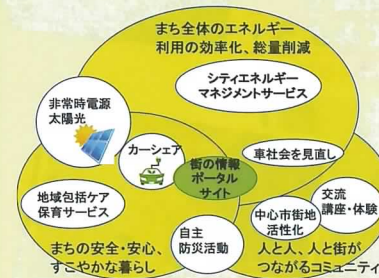 まち全体のエネルギー
利用の効率化、総量削減
シティエネルギー
マネジメントサービス
非常時電源
太陽光
カーシェア
街の情報
ポータル
サイト
車社会を見直し
地域包括ケア
保育サービス
交流
講座・体験
中心市街地
活性化
自主
防災活動
まちの安全・安心、
すこやかな暮らし
人と人、人と街が
つながるコミュニティ